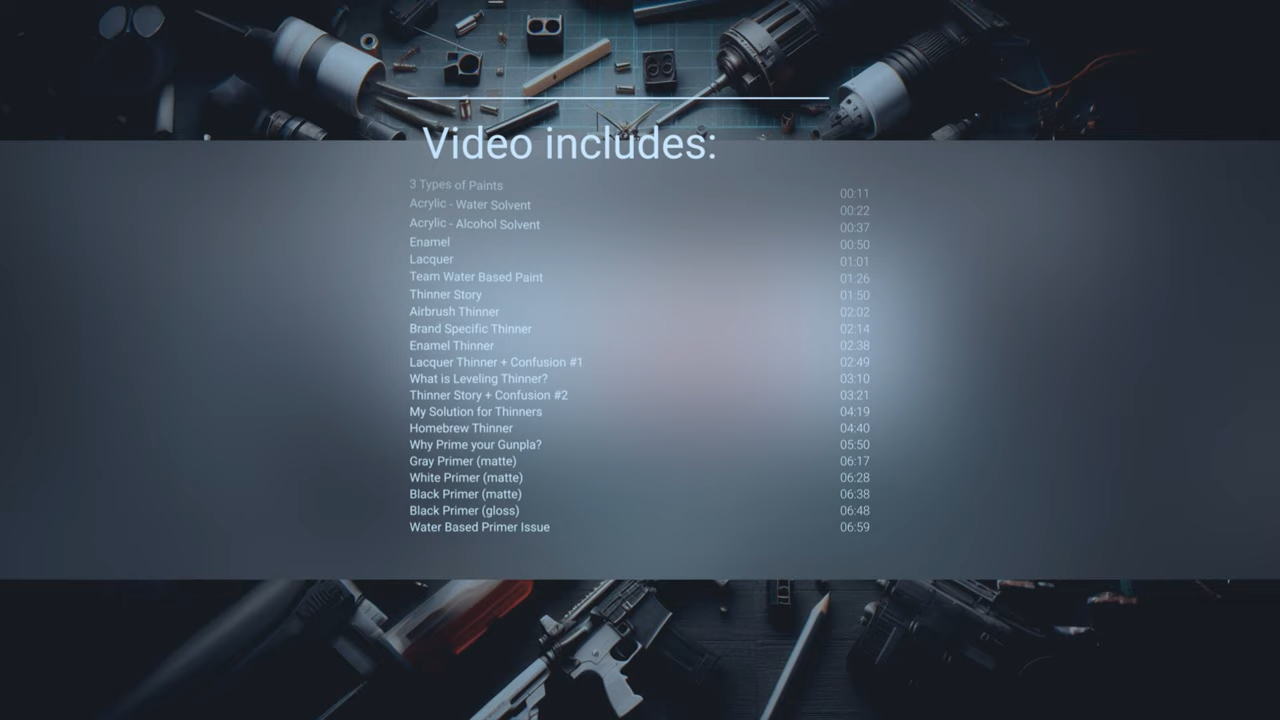 Video includes:
3 Types of Paints 00:11
Acrylic - Water Solvent 00:22
Acrylic - Alcohol Solvent 00:37
Enamel 00:50
Lacquer 01:01
Team Water Based Paint 01:26
Thinner Story 01:50
Airbrush Thinner 02:02
Brand Specific Thinner 02:14
Enamel Thinner 02:38
Lacquer Thinner + Confusion #1 02:49
What is Leveling Thinner? 03:10
Thinner Story + Confusion #2 03:21
My Solution for Thinners 04:19
Homebrew Thinner 04:40
Why Prime your Gunpla? 05:50
Gray Primer (matte) 06:17
White Primer (matte) 06:28
Black Primer (matte) 06:38
Black Primer (gloss) 06:48
Water Based Primer Issue 06:59